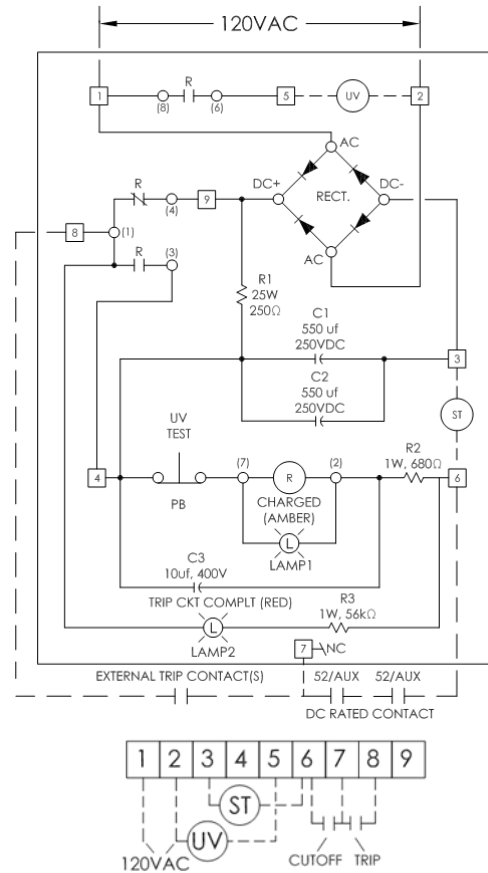 120VAC
1
R
(8)
(6)
5
UV
2
AC
R
(4)
9
DC+
RECT.
DC-
8
(1)
R
(3)
AC
R1
25W
250Ω
C1
550 uf
250VDC
3
C2
550 uf
250VDC
ST
UV
TEST
R2
1W, 680Ω
4
(7)
R
(2)
6
PB
CHARGED
(AMBER)
L
LAMP1
C3
10uf, 400V
TRIP CKT COMPLT (RED)
R3
1W, 56kΩ
L
LAMP2
7
NC
EXTERNAL TRIP CONTACT(S)
52/AUX
52/AUX
DC RATED CONTACT
1 2 3 4 5 6 7 8 9
ST
UV
120VAC
CUTOFF
TRIP